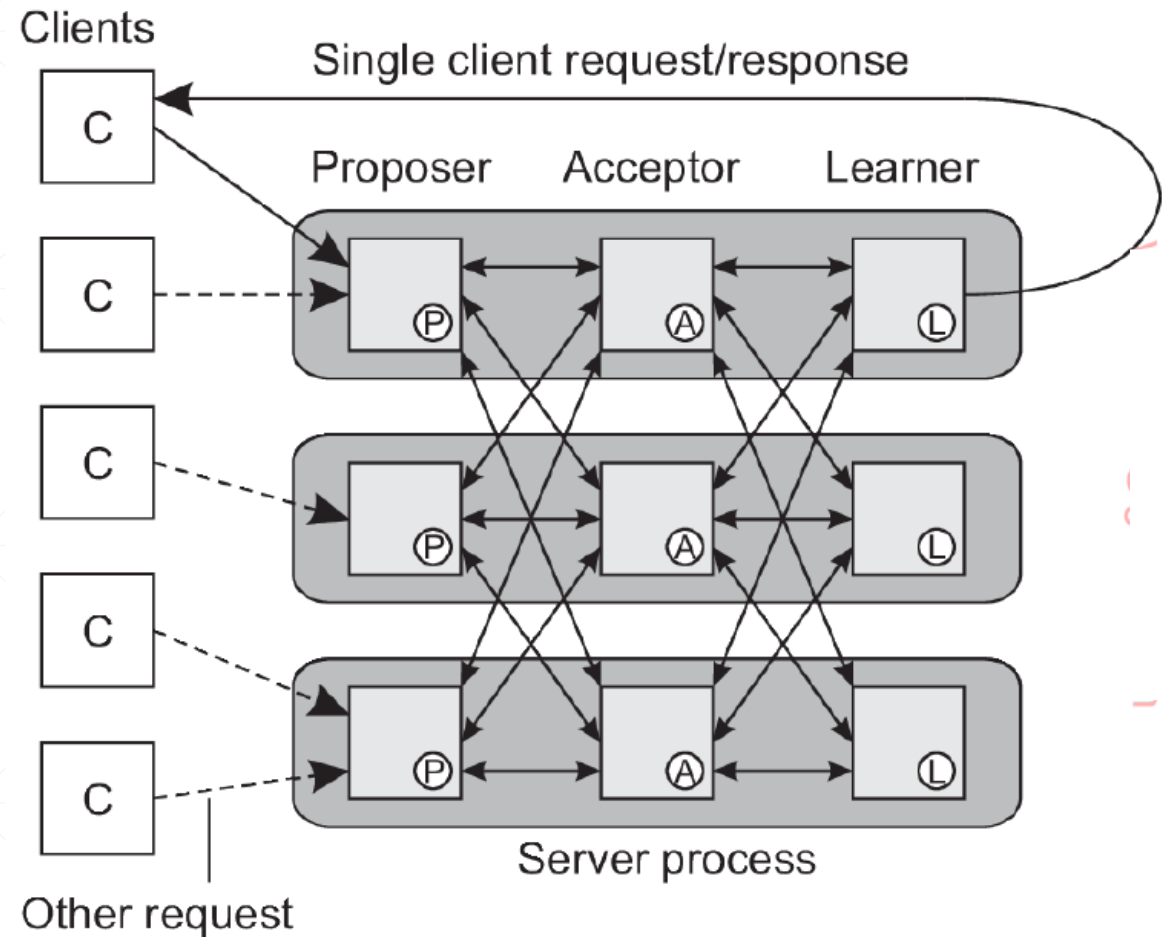 Clients
Single client request/response
C
Proposer Acceptor Learner
C
P A L
C
P A L
C
P A L
C
Server process
Other request